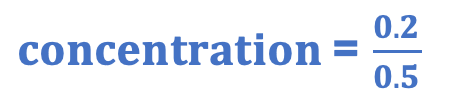 concentration = 0.2/0.5